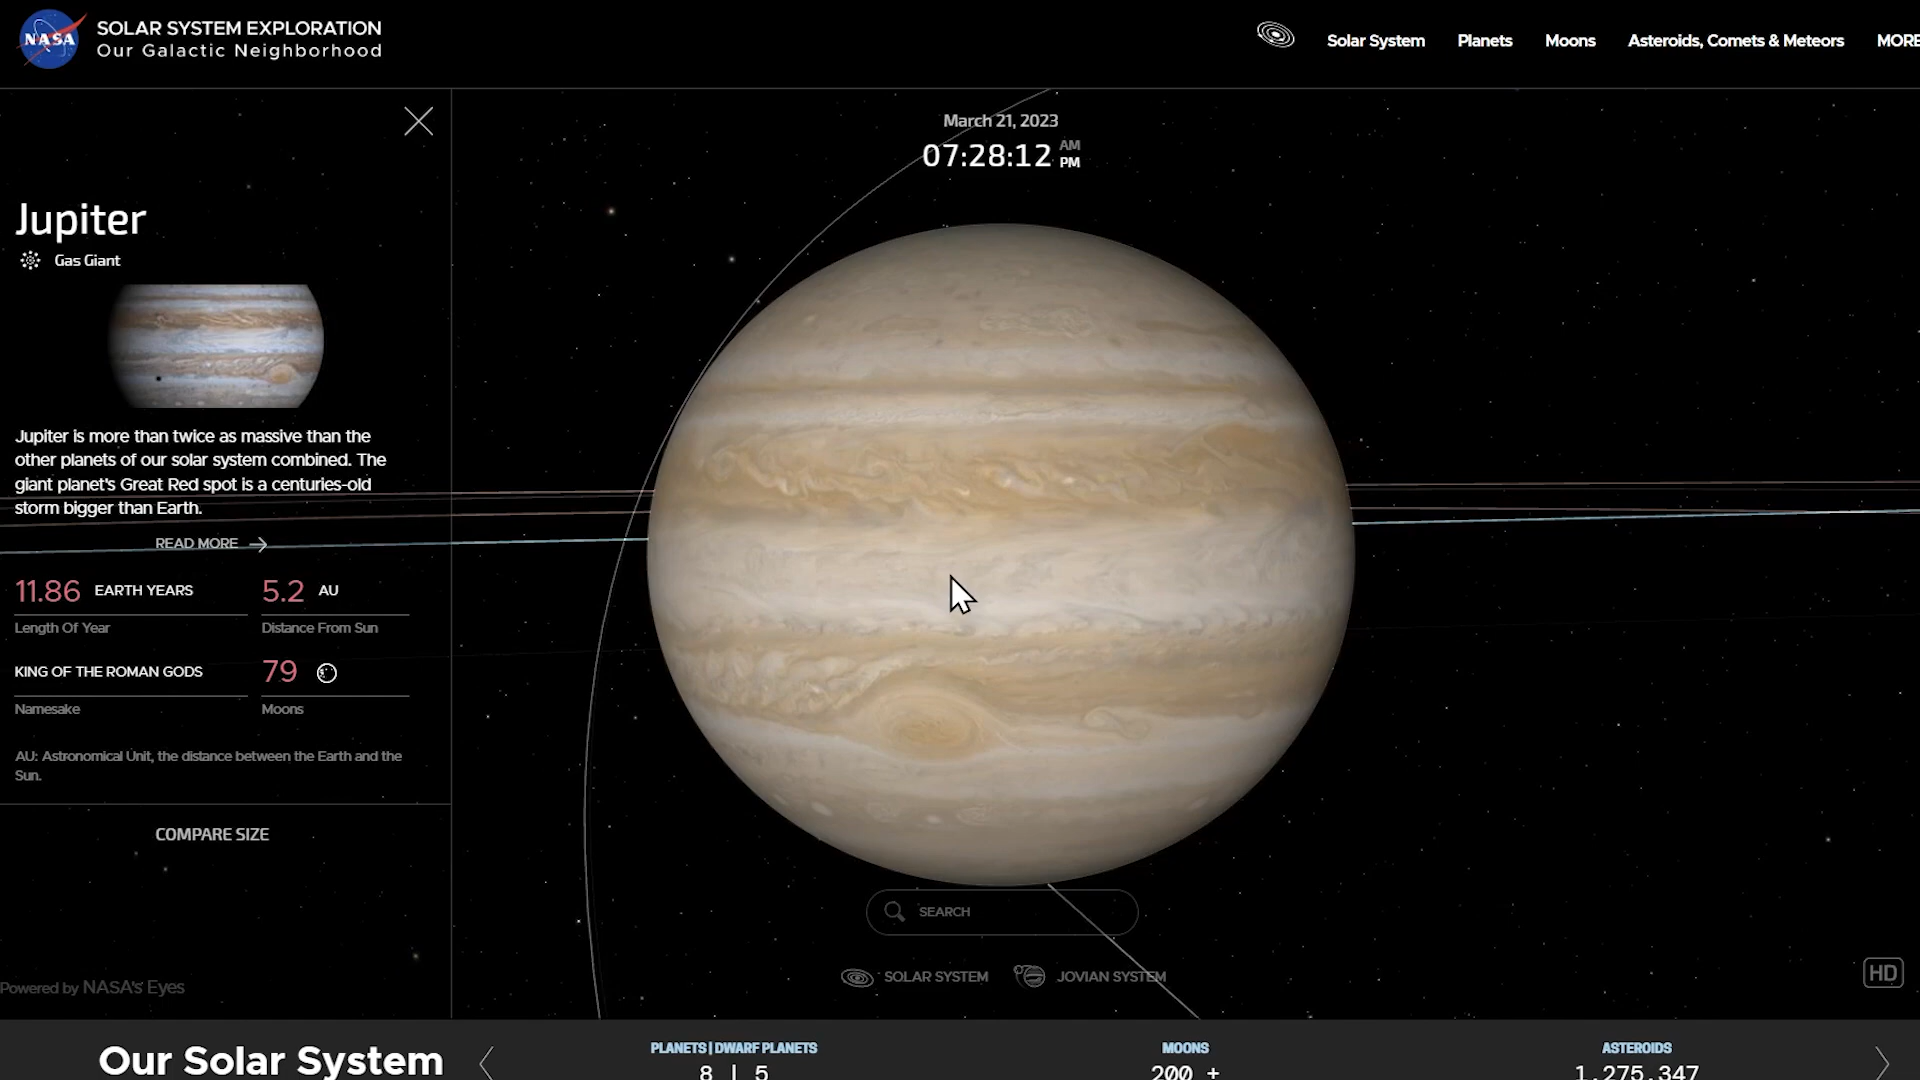 NASA
SOLAR SYSTEM EXPLORATION
Our Galactic Neighborhood
Solar System
Planets
Moons
Asteroids, Comets & Meteors
MORE
March 21, 2023
07:28:12
AM
PM
Jupiter
Gas Giant
Jupiter is more than twice as massive than the
other planets of our solar system combined. The
giant planet's Great Red spot is a centuries-old
storm bigger than Earth.
READ MORE
11.86 EARTH YEARS
Length Of Year
5.2 AU
Distance From Sun
KING OF THE ROMAN GODS
Namesake
79
Moons
AU: Astronomical Unit, the distance between the Earth and the
Sun.
COMPARE SIZE
Powered by NASA's Eyes
SEARCH
SOLAR SYSTEM
JOVIAN SYSTEM
HD
Our Solar System
PLANETS | DWARF PLANETS
8 | 5
MOONS
200 +
ASTEROIDS
1,275,347